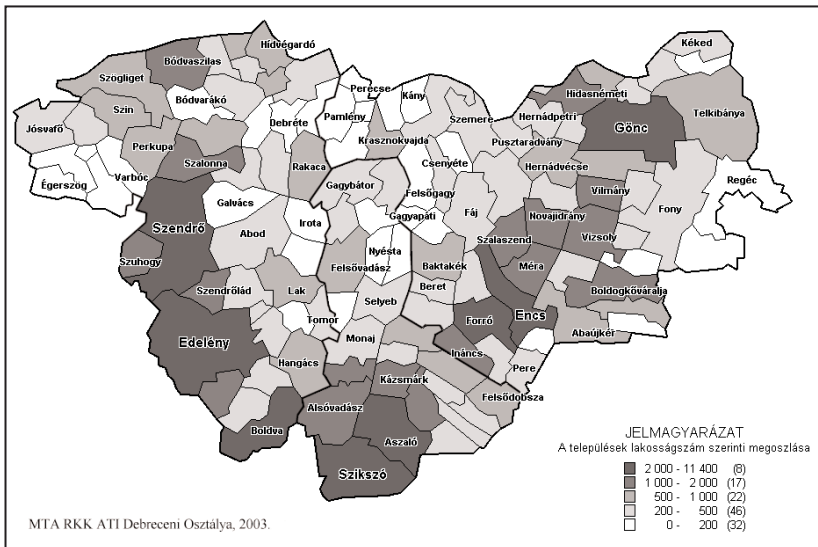 Hídvégardó
Bódvaszilas
Kéked
Szögliget
Perecse
Kány
Hidasnémeti
Bódvarákó
Telkibánya
Szin
Debréte
Pamlény
Szemere
Hernádpetri
Gönc
Jósvafő
Krasznokvajda
Pusztaradvány
Perkupa
Szalonna
Rakaca
Csenyéte
Hernádvécse
Varbóc
Égerszög
Gagybátor
Felsőgagy
Vilmány
Regéc
Galvács
Gagyapáti
Fáj
Novajidrány
Fony
Szendrő
Irota
Abod
Szalaszend
Vizsoly
Nyésta
Szuhogy
Felsővadász
Baktakék
Méra
Szendrőlád
Lak
Beret
Boldogkőváralja
Selyeb
Tomor
Forró
Encs
Edelény
Monaj
Abaújkér
Ináncs
Hangács
Pere
Kázsmárk
Felsődobsza
Alsóvadász
Boldva
Aszaló
Szikszó
JELMAGYARÁZAT
A települések lakosságszám szerinti megoszlása
2 000 - 11 400 (8)
1 000 - 2 000 (17)
500 - 1 000 (22)
200 - 500 (46)
0 - 200 (32)
MTA RKK ATI Debreceni Osztálya, 2003.